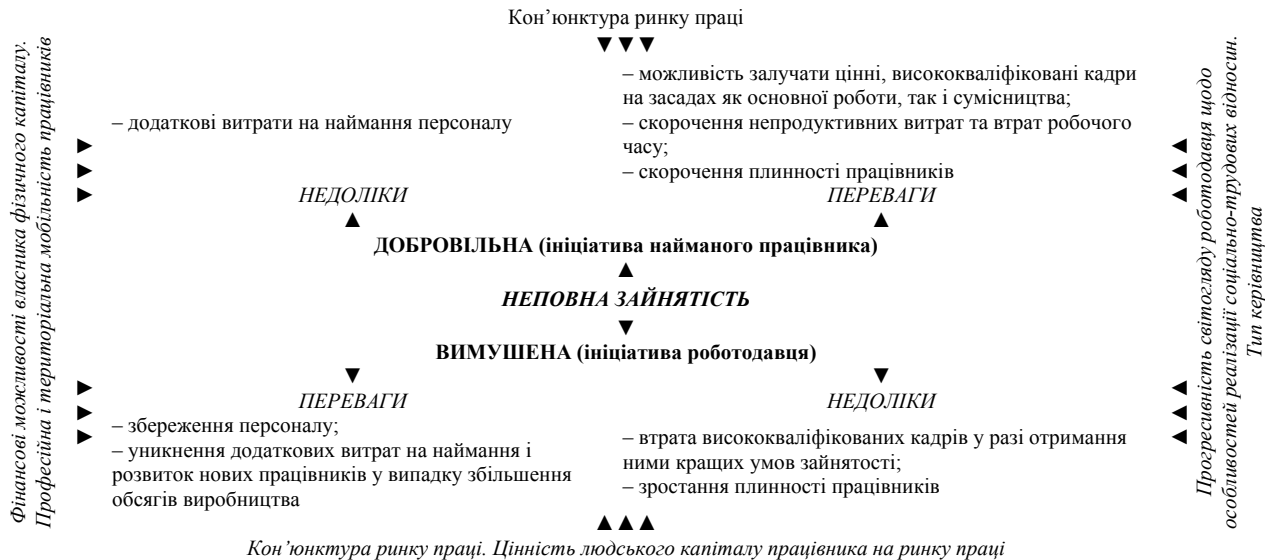 Кон’юнктура ринку праці
▼▼▼
Фінансові можливості власника фізичного капіталу.
Професійна і територіальна мобільність працівників
– додаткові витрати на наймання персоналу
– можливість залучати цінні, висококваліфіковані кадри
на засадах як основної роботи, так і сумісництва;
– скорочення непродуктивних витрат та втрат робочого
часу;
– скорочення плинності працівників
НЕДОЛІКИ
ПЕРЕВАГИ
ДОБРОВІЛЬНА (ініціатива найманого працівника)
НЕПОВНА ЗАЙНЯТІСТЬ
ВИМУШЕНА (ініціатива роботодавця)
ПЕРЕВАГИ
– збереження персоналу;
– уникнення додаткових витрат на наймання і
розвиток нових працівників у випадку збільшення
обсягів виробництва
НЕДОЛІКИ
– втрата висококваліфікованих кадрів у разі отримання
ними кращих умов зайнятості;
– зростання плинності працівників
Прогресивність світогляду роботодавця щодо
особливостей реалізації соціально-трудових відносин.
Тип керівництва
▲▲▲
Кон’юнктура ринку праці. Цінність людського капіталу працівника на ринку праці